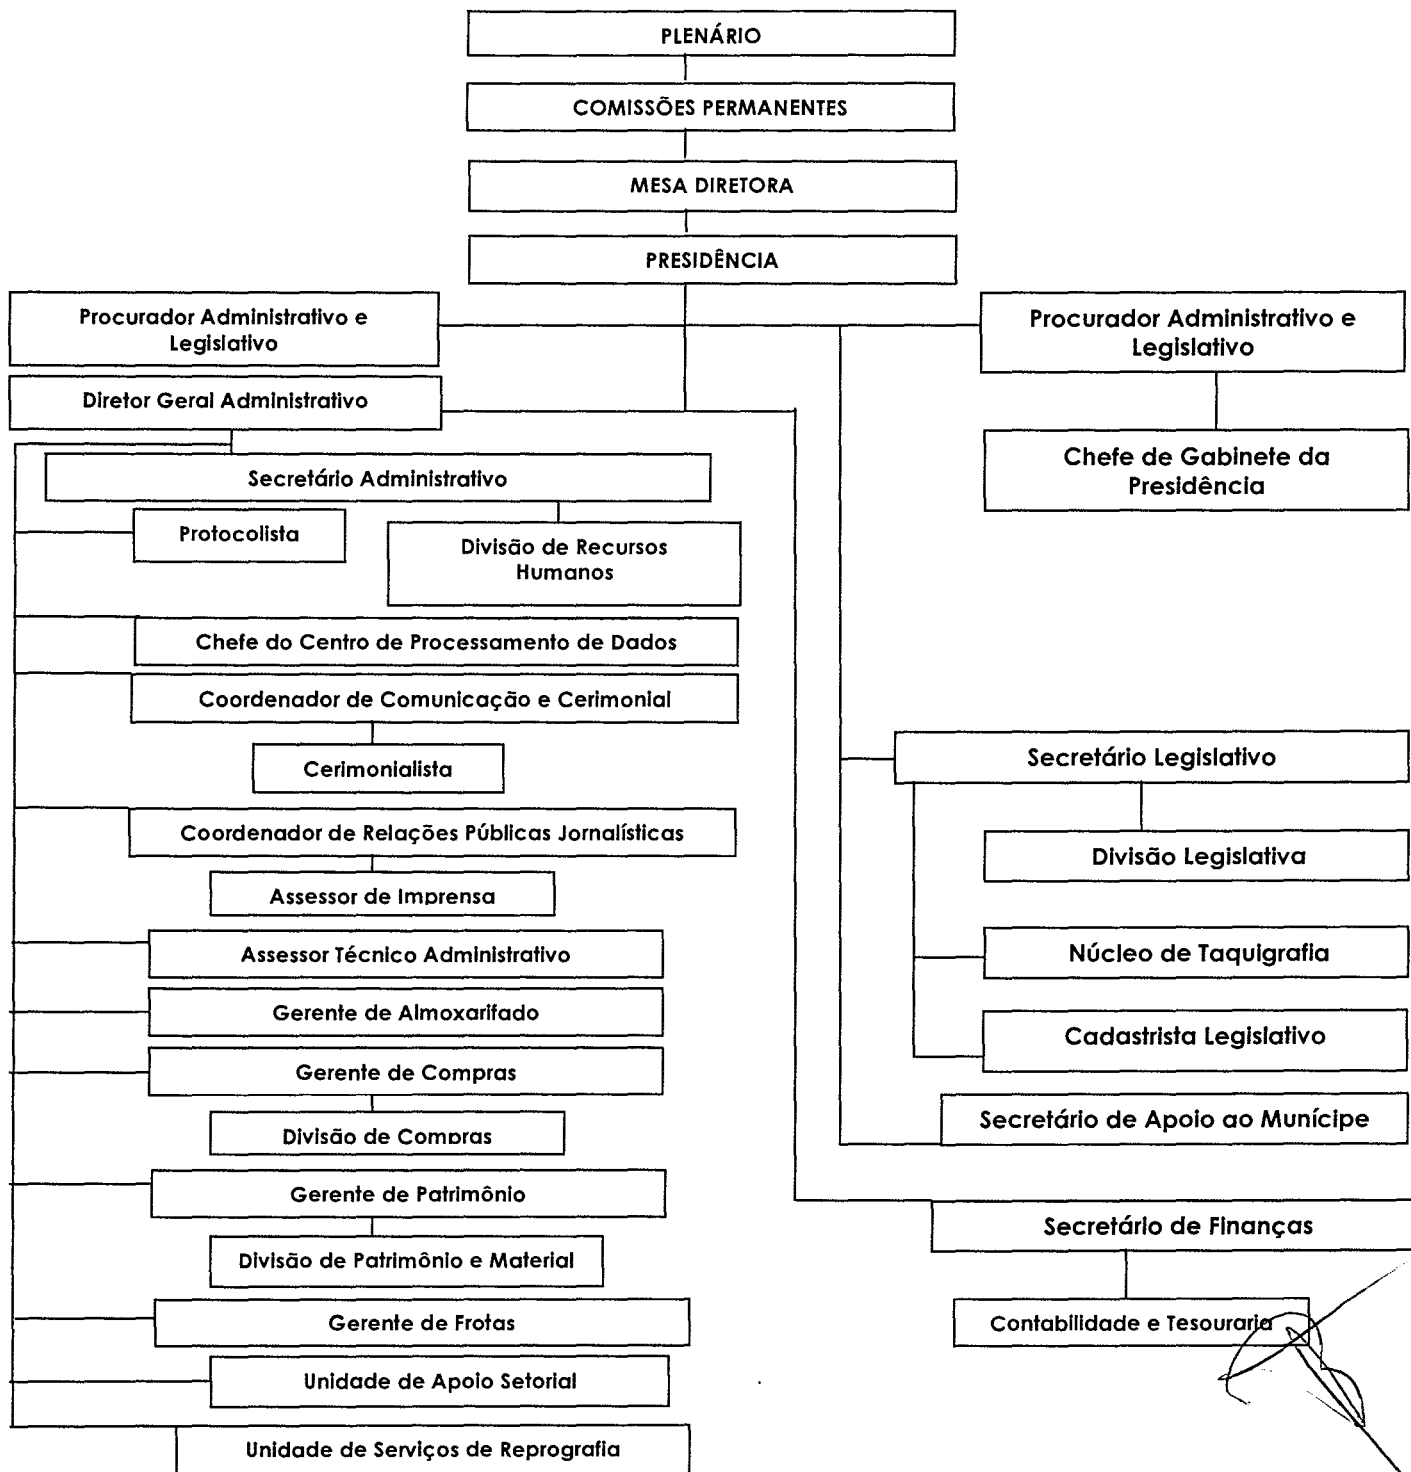 PLENÁRIO
COMISSÕES PERMANENTES
MESA DIRETORA
PRESIDÊNCIA
Procurador Administrativo e
Legislativo
Procurador Administrativo e
Legislativo
Diretor Geral Administrativo
Chefe de Gabinete da
Presidência
Secretário Administrativo
Protocolista
Divisão de Recursos
Humanos
Chefe do Centro de Processamento de Dados
Coordenador de Comunicação e Cerimonial
Cerimonialista
Coordenador de Relações Públicas Jornalísticas
Assessor de Imprensa
Assessor Técnico Administrativo
Gerente de Almoxarifado
Gerente de Compras
Divisão de Compras
Gerente de Patrimônio
Divisão de Patrimônio e Material
Gerente de Frotas
Unidade de Apoio Setorial
Unidade de Serviços de Reprografia
Secretário Legislativo
Divisão Legislativa
Núcleo de Taquigrafia
Cadastrista Legislativo
Secretário de Apoio ao Munícipe
Secretário de Finanças
Contabilidade e Tesouraria